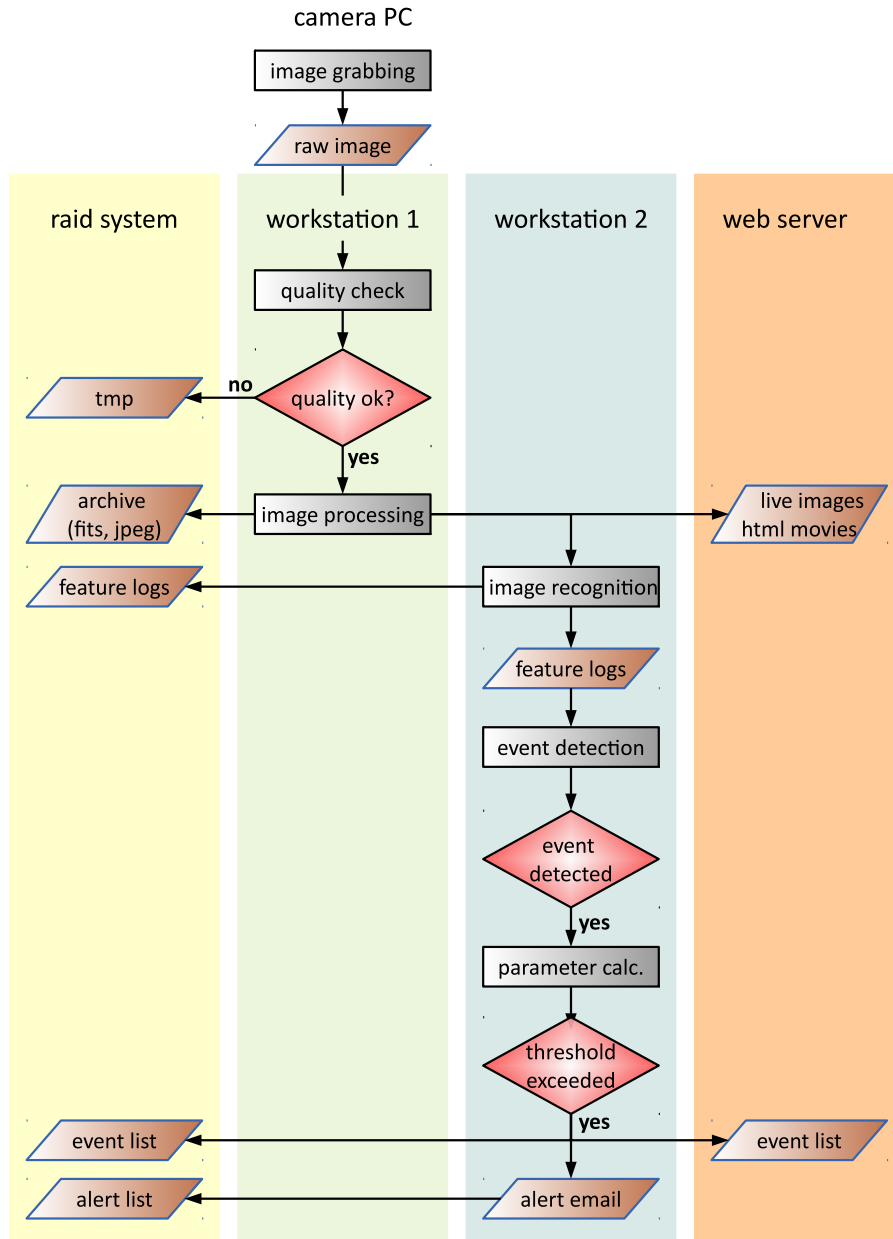 camera PC
image grabbing
raw image
raid system
workstation 1
workstation 2
web server
quality check
quality ok?
no
tmp
yes
archive
(fits, jpeg)
image processing
live images
html movies
feature logs
image recognition
feature logs
event detection
event
detected
yes
parameter calc.
threshold
exceeded
yes
event list
event list
alert list
alert email